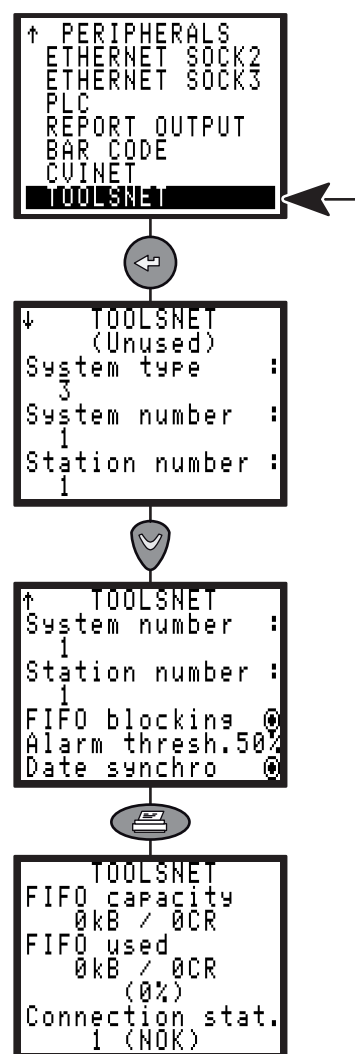 ↑ PERIPHERALS
ETHERNET SOCK2
ETHERNET SOCK3
PLC
REPORT OUTPUT
BAR CODE
CVINET
TOOLSNET
↓ TOOLSNET
(Unused)
System type :
3
System number :
1
Station number :
1
↑ TOOLSNET
System number :
1
Station number :
1
FIFO blocking
Alarm thresh.50%
Date synchro
TOOLSNET
FIFO capacity
0kB / 0CR
FIFO used
0kB / 0CR
(0%)
Connection stat.
1 (NOK)